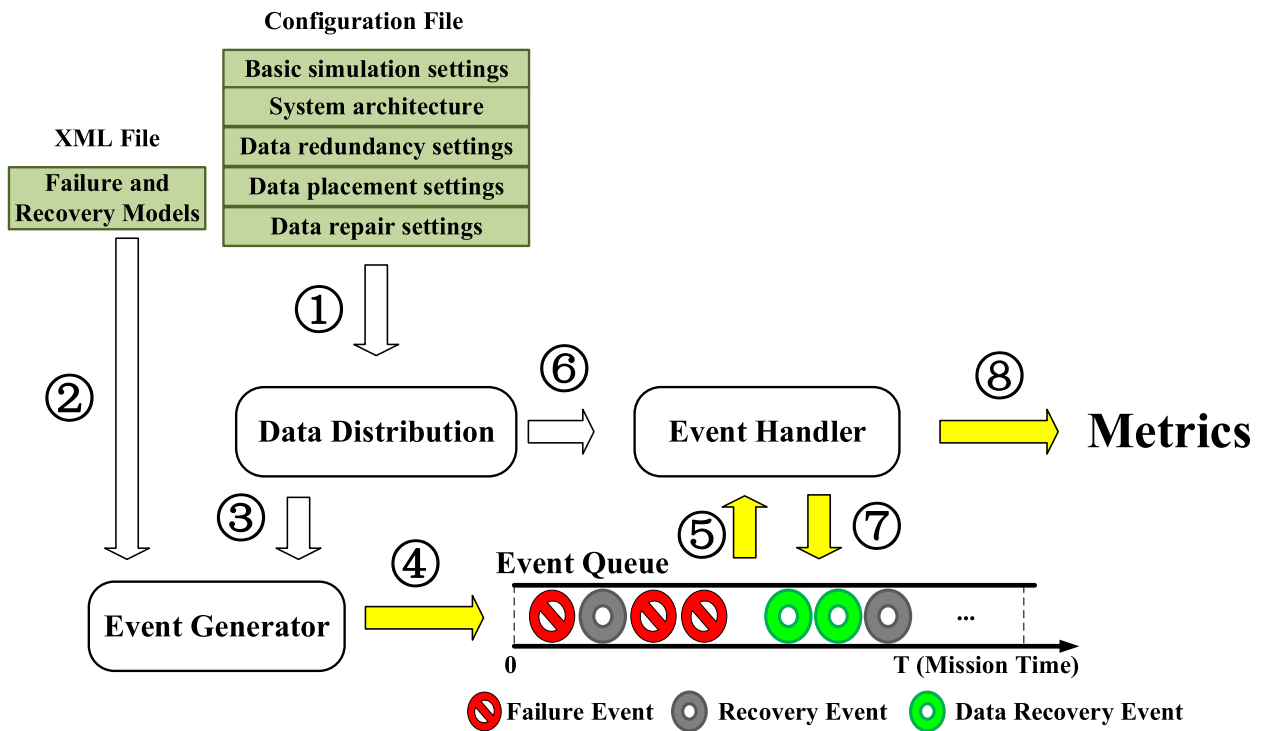 Configuration File
Basic simulation settings
System architecture
Data redundancy settings
Data placement settings
Data repair settings
XML File
Failure and
Recovery Models
①
②
⑥
⑧
Data Distribution
Event Handler
Metrics
③
④
⑤
⑦
Event Queue
Event Generator
...
0
T (Mission Time)
Failure Event
Recovery Event
Data Recovery Event